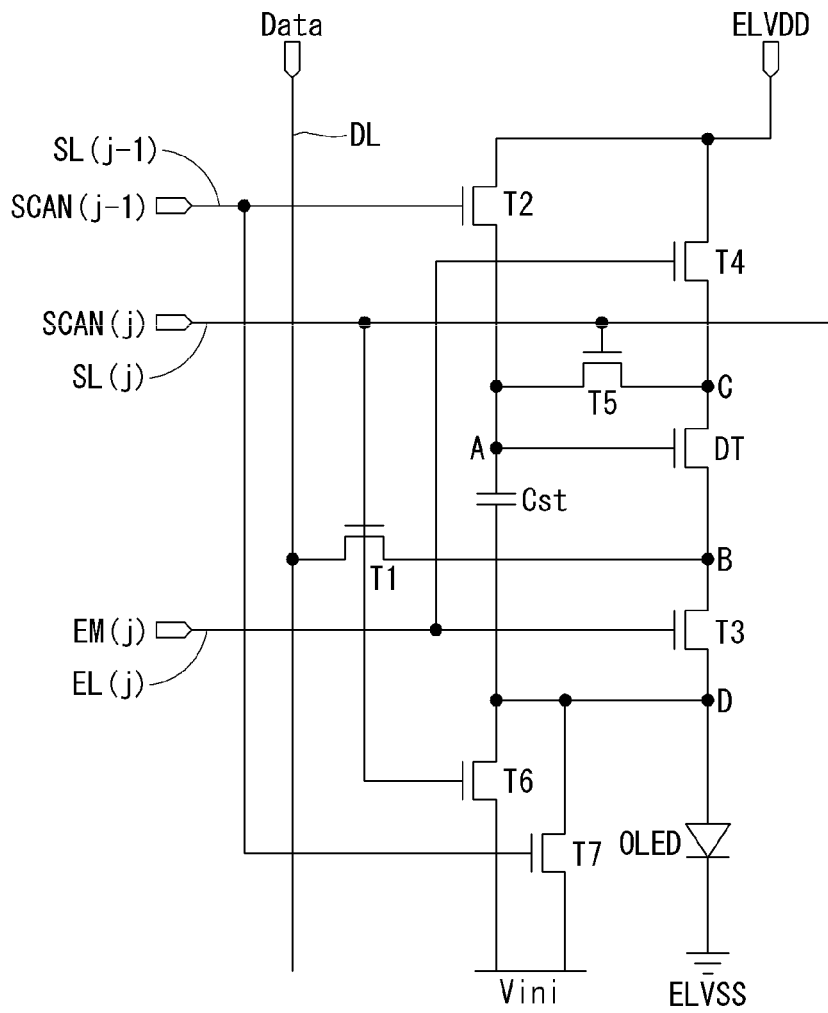 Data
ELVDD
DL
SL(j-1)
SCAN(j-1)
T2
T4
SCAN(j)
SL(j)
T5
C
A
DT
Cst
B
T1
EM(j)
T3
EL(j)
D
T6
OLED
T7
Vini
ELVSS